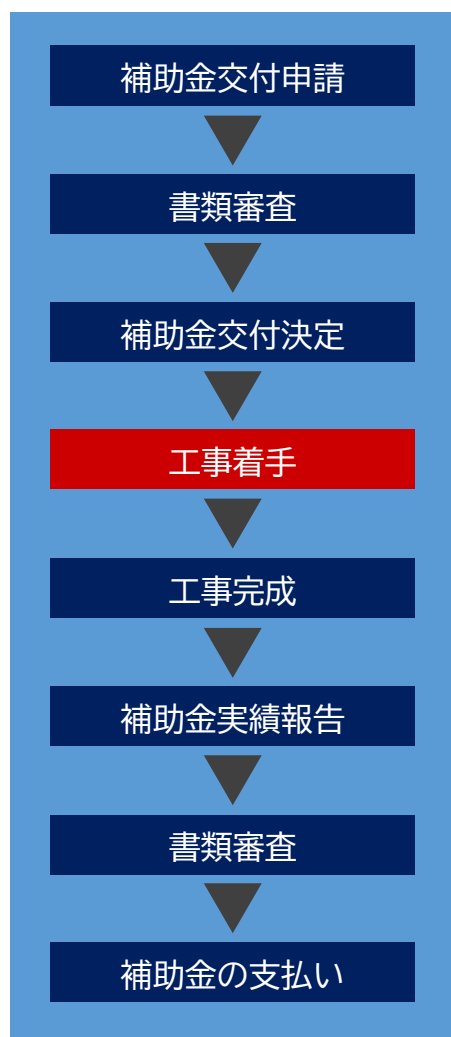 補助金交付申請
書類審査
補助金交付決定
工事着手
工事完成
補助金実績報告
書類審査
補助金の支払い